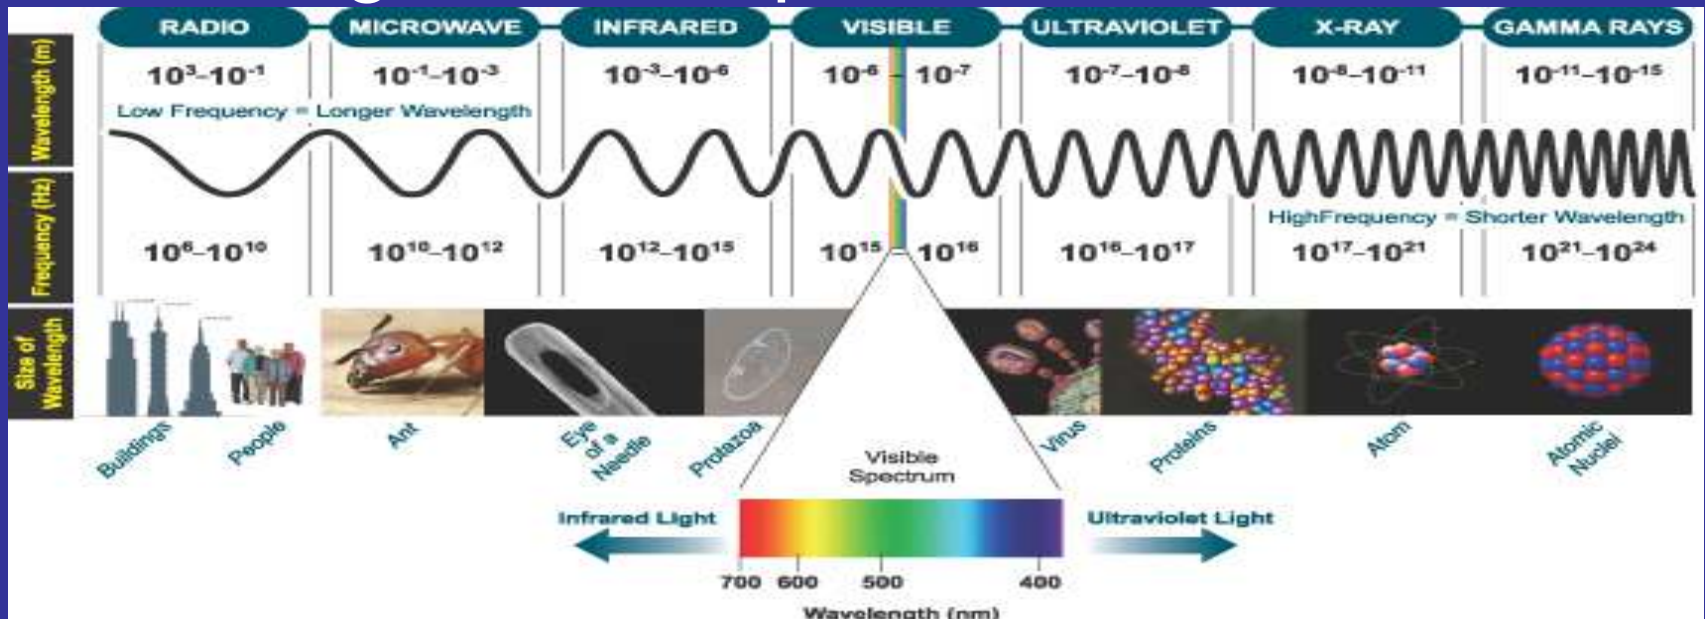 RADIO MICROWAVE INFRARED VISIBLE ULTRAVIOLET X-RAY GAMMA RAYS
Wavelength (m)
10³–10⁻¹ 10⁻¹–10⁻³ 10⁻³–10⁻⁶ 10⁻⁶ – 10⁻⁷ 10⁻⁷–10⁻⁸ 10⁻⁸–10⁻¹¹ 10⁻¹¹–10⁻¹⁵
Low Frequency = Longer Wavelength
HighFrequency = Shorter Wavelength
Frequency (Hz)
10⁶–10¹⁰ 10¹⁰–10¹² 10¹²–10¹⁵ 10¹⁵ – 10¹⁶ 10¹⁶–10¹⁷ 10¹⁷–10²¹ 10²¹–10²⁴
Size of
Wavelength
Buildings
People
Ant
Eye
of a
Needle
Protazoa
Virus
Proteins
Atom
Atomic
Nuclei
Visible
Spectrum
Infrared Light
Ultraviolet Light
700 600 500 400
Wavelength (nm)